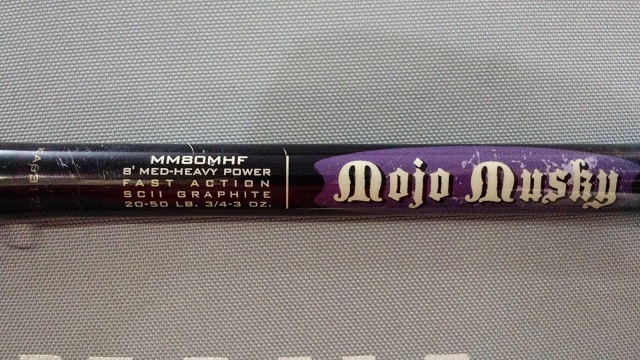 MM80MHF
8' MED-HEAVY POWER
FAST ACTION
SCII GRAPHITE
20-50 LB. 3/4-3 OZ.
Mojo Musky